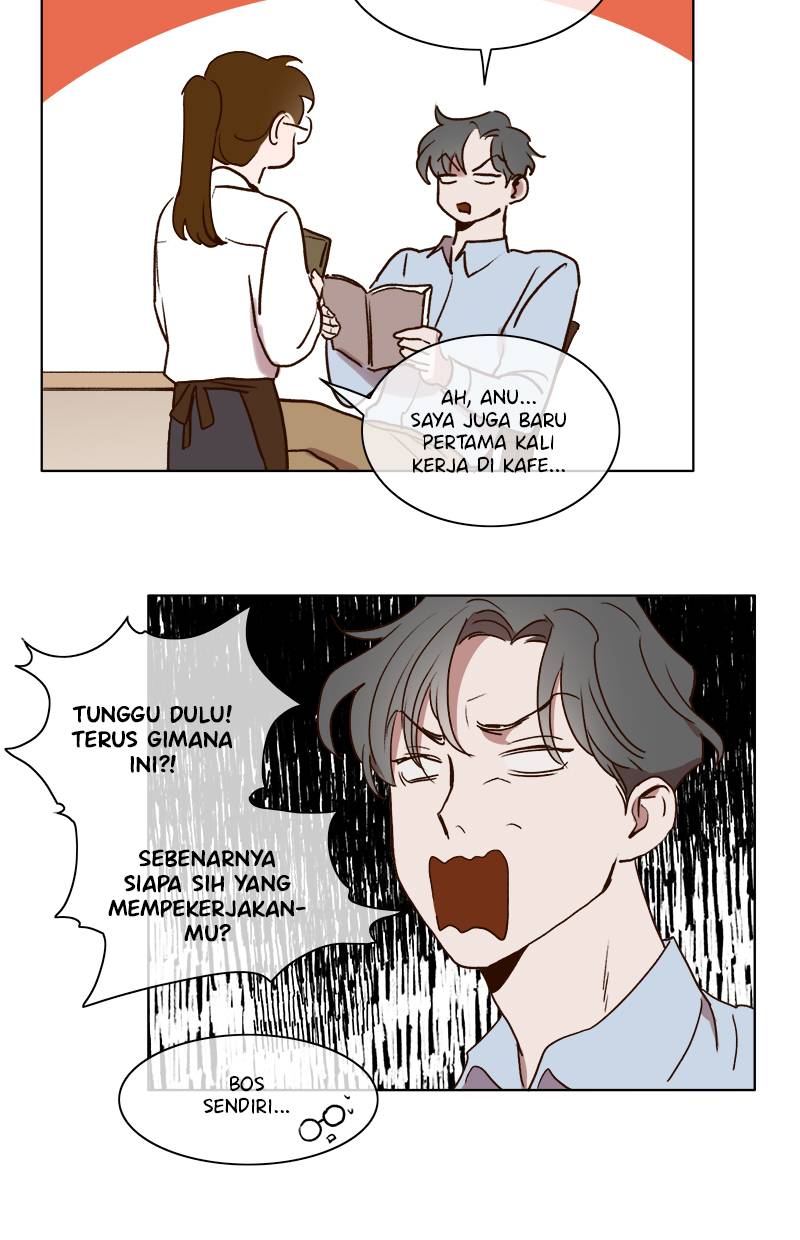 AH, ANU...
SAYA JUGA BARU
PERTAMA KALI
KERJA DI KAFE...
TUNGGU DULU!
TERUS GIMANA
INI?!
SEBENARNYA
SIAPA SIH YANG
MEMPEKERJAKAN-
MU?
BOS
SENDIRI...